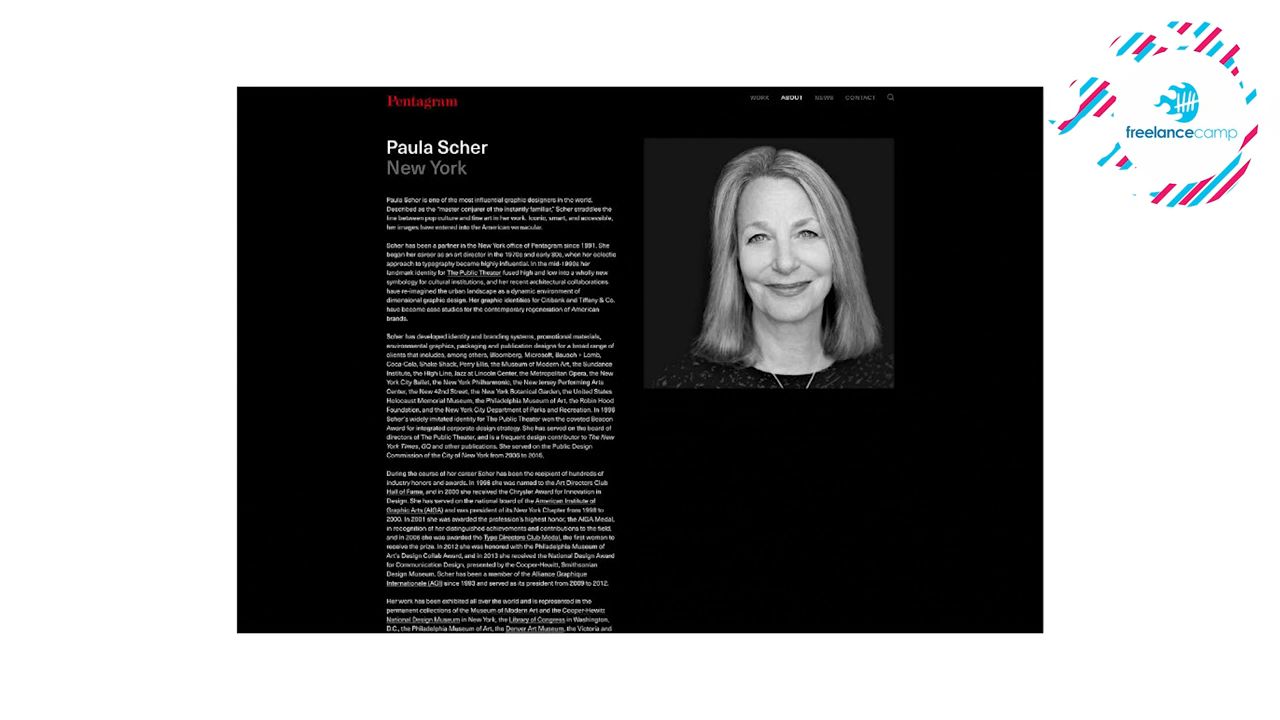 Pentagram
WORK ABOUT NEWS CONTACT
freelancecamp
Paula Scher
New York
Paula Scher is one of the most influential graphic designers in the world.
Described as the "master conjurer of the instantly familiar," Scher straddles the
line between pop culture and fine art in her work. Iconic, smart, and accessible,
her images have entered into the American vernacular.
Scher has been a partner in the New York office of Pentagram since 1991. She
began her career as an art director in the 1970s and early 80s, when her eclectic
approach to typography became highly influential. In the mid-1990s her
landmark identity for The Public Theater fused high and low into a wholly new
symbology for cultural institutions, and her recent architectural collaborations
have re-imagined the urban landscape as a dynamic environment of
dimensional graphic design. Her graphic identities for Citibank and Tiffany & Co.
have become case studies for the contemporary regeneration of American
brands.
Scher has developed identity and branding systems, promotional materials,
environmental graphics, packaging and publication designs for a broad range of
clients that includes, among others, Bloomberg, Microsoft, Bausch + Lomb,
Coca-Cola, Shake Shack, Perry Ellis, the Museum of Modern Art, the Sundance
Institute, the High Line, Jazz at Lincoln Center, the Metropolitan Opera, the New
York City Ballet, the New York Philharmonic, the New Jersey Performing Arts
Center, the New 42nd Street, the New York Botanical Garden, the United States
Holocaust Memorial Museum, the Philadelphia Museum of Art, the Robin Hood
Foundation, and the New York City Department of Parks and Recreation. In 1996
Scher's widely imitated identity for The Public Theater won the coveted Beacon
Award for integrated corporate design strategy. She has served on the board of
directors of The Public Theater, and is a frequent design contributor to The New
York Times, GQ and other publications. She served on the Public Design
Commission of the City of New York from 2006 to 2015.
During the course of her career Scher has been the recipient of hundreds of
industry honors and awards. In 1998 she was named to the Art Directors Club
Hall of Fame, and in 2000 she received the Chrysler Award for Innovation in
Design. She has served on the national board of the American Institute of
Graphic Arts (AIGA) and was president of its New York Chapter from 1998 to
2000. In 2001 she was awarded the profession's highest honor, the AIGA Medal,
in recognition of her distinguished achievements and contributions to the field,
and in 2006 she was awarded the Type Directors Club Medal, the first woman to
receive the prize. In 2012 she was honored with the Philadelphia Museum of
Art's Design Collab Award, and in 2013 she received the National Design Award
for Communication Design, presented by the Cooper-Hewitt, Smithsonian
Design Museum. Scher has been a member of the Alliance Graphique
Internationale (AGI) since 1993 and served as its president from 2009 to 2012.
Her work has been exhibited all over the world and is represented in the
permanent collections of the Museum of Modern Art and the Cooper-Hewitt
National Design Museum in New York, the Library of Congress in Washington,
D.C., the Philadelphia Museum of Art, the Denver Art Museum, the Victoria and